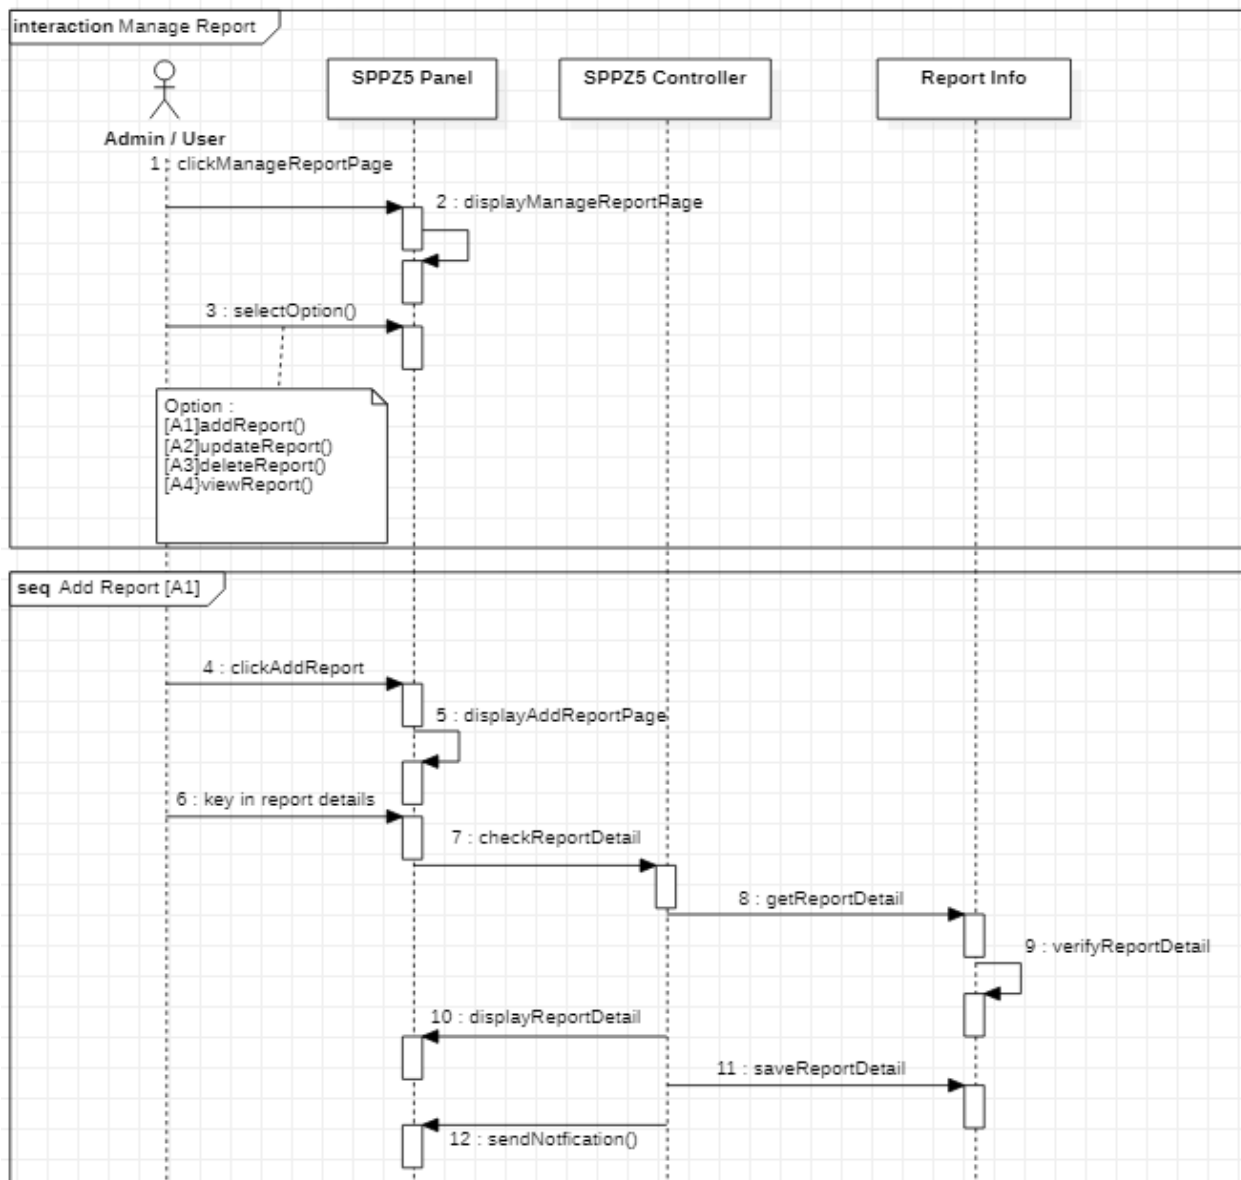 interaction Manage Report
SPPZ5 Panel
SPPZ5 Controller
Report Info
Admin / User
1 : clickManageReportPage
2 : displayManageReportPage
3 : selectOption()
Option :
[A1]addReport()
[A2]updateReport()
[A3]deleteReport()
[A4]viewReport()
seq Add Report [A1]
4 : clickAddReport
5 : displayAddReportPage
6 : key in report details
7 : checkReportDetail
8 : getReportDetail
9 : verifyReportDetail
10 : displayReportDetail
11 : saveReportDetail
12 : sendNotfication()